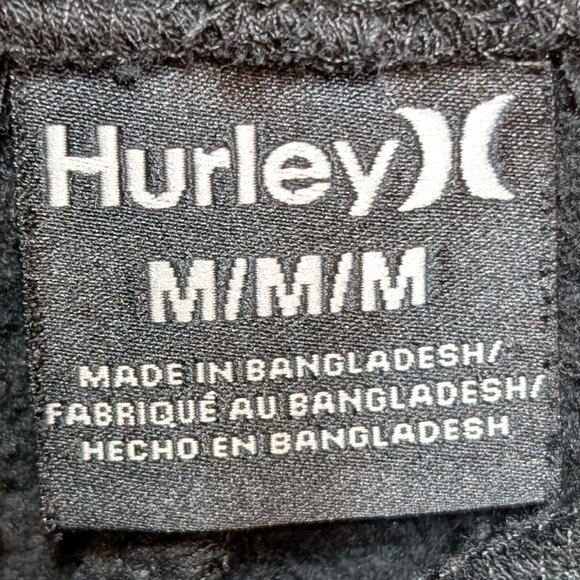 Hurley
M/M/M
MADE IN BANGLADESH/
FABRIQUÉ AU BANGLADESH/
HECHO EN BANGLADESH